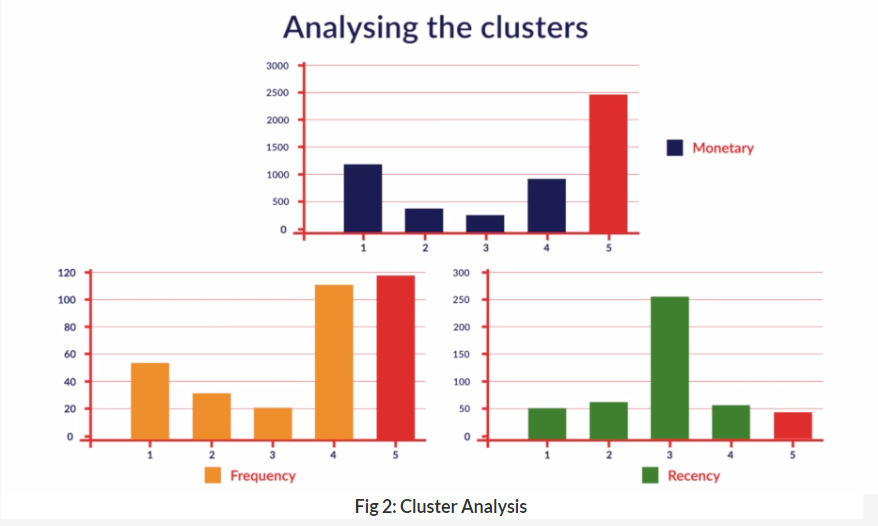 Analysing the clusters
3000
2500
2000
1500
1000
500
0
1 2 3 4 5
Monetary
120
100
80
60
40
20
0
1 2 3 4 5
Frequency
300
250
200
150
100
50
0
1 2 3 4 5
Recency
Fig 2: Cluster Analysis